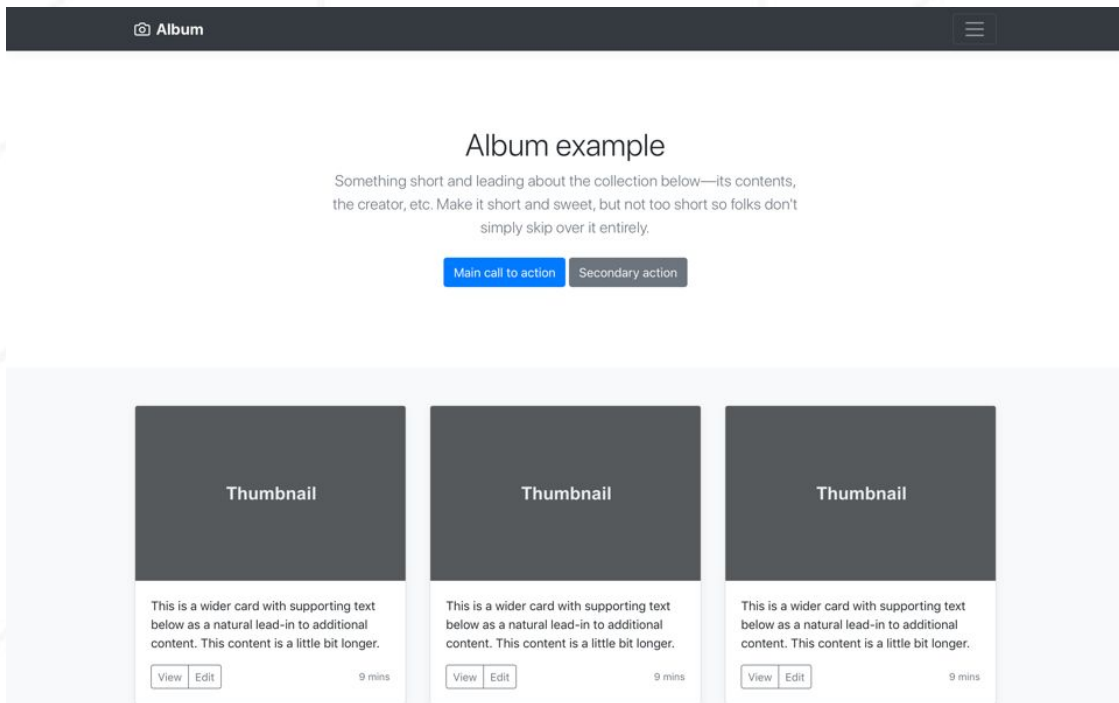 Album
Album example
Something short and leading about the collection below—its contents,
the creator, etc. Make it short and sweet, but not too short so folks don't
simply skip over it entirely.
Main call to action Secondary action
Thumbnail
This is a wider card with supporting text
below as a natural lead-in to additional
content. This content is a little bit longer.
View Edit 9 mins
Thumbnail
This is a wider card with supporting text
below as a natural lead-in to additional
content. This content is a little bit longer.
View Edit 9 mins
Thumbnail
This is a wider card with supporting text
below as a natural lead-in to additional
content. This content is a little bit longer.
View Edit 9 mins